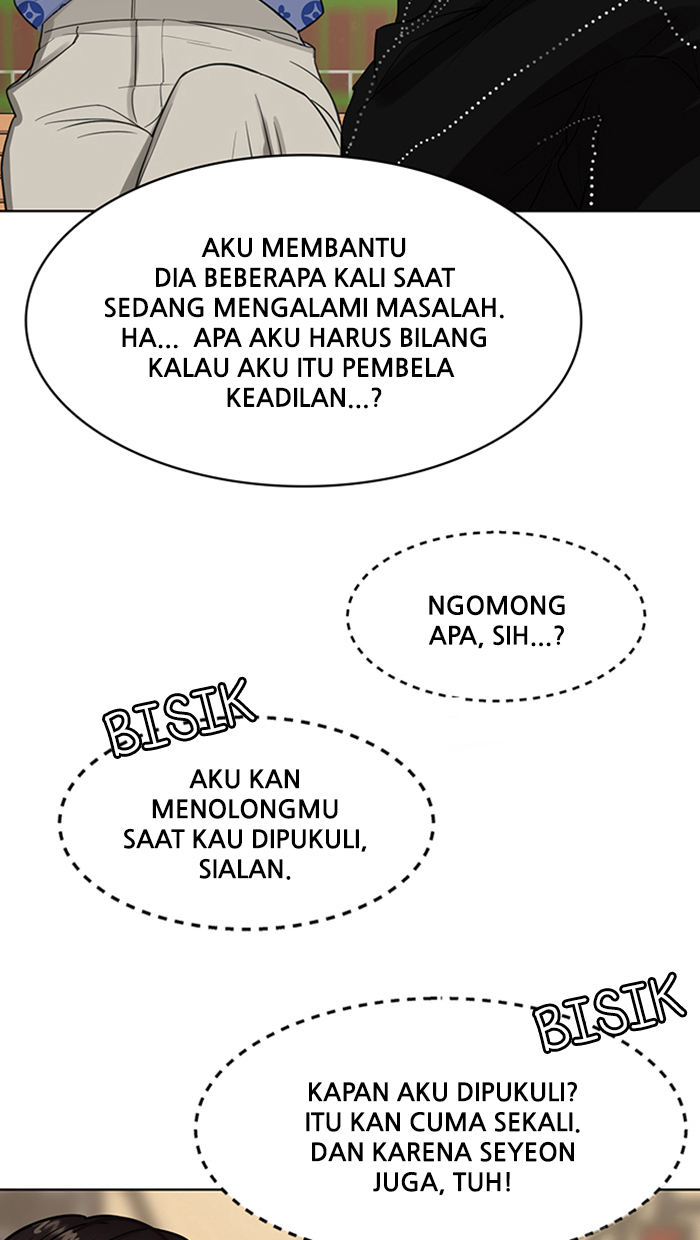 AKU MEMBANTU
DIA BEBERAPA KALI SAAT
SEDANG MENGALAMI MASALAH.
HA... APA AKU HARUS BILANG
KALAU AKU ITU PEMBELA
KEADILAN...?
NGOMONG
APA, SIH...?
BISIK
AKU KAN
MENOLONGMU
SAAT KAU DIPUKULI,
SIALAN.
BISIK
KAPAN AKU DIPUKULI?
ITU KAN CUMA SEKALI.
DAN KARENA SEYEON
JUGA, TUH!